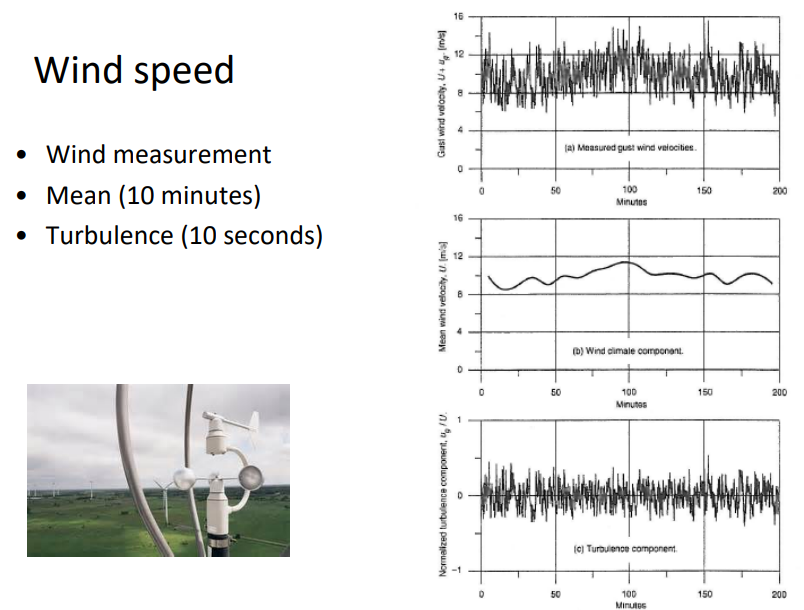 Wind speed
• Wind measurement
• Mean (10 minutes)
• Turbulence (10 seconds)
Gust wind velocity, U + ug, [m/s]
16
12
8
4
0
(a) Measured gust wind velocities.
0 50 100 150 200
Minutes
Mean wind velocity, U, [m/s]
16
12
8
4
0
(b) Wind climate component.
0 50 100 150 200
Minutes
Normalized turbulence component, ug / U.
1
0
−1
(c) Turbulence component.
0 50 100 150 200
Minutes